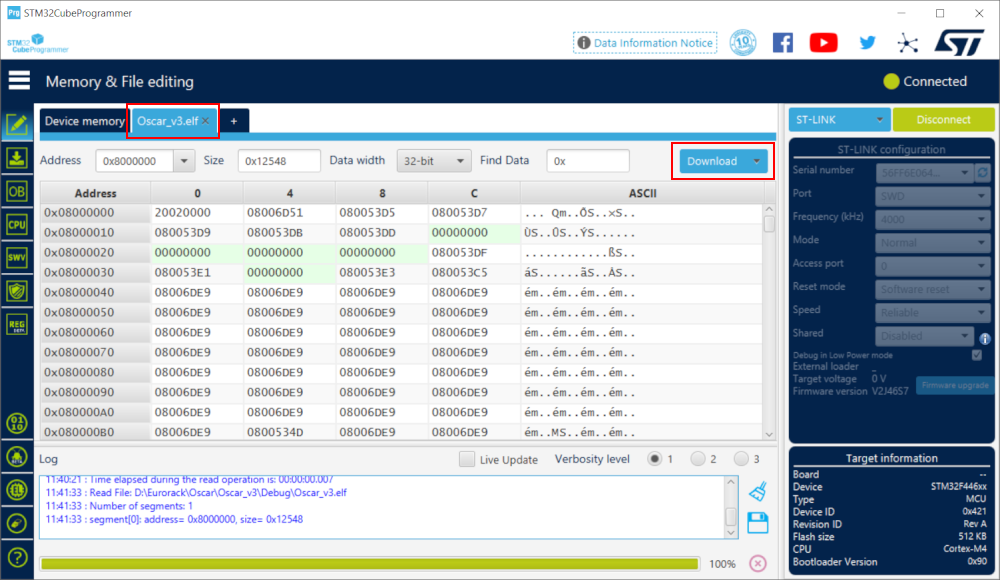 Prg STM32CubeProgrammer
STM32 CubeProgrammer
Data Information Notice
10
Memory & File editing
Connected
Device memory Oscar_v3.elf × +
ST-LINK Disconnect
Address 0x8000000 Size 0x12548 Data width 32-bit Find Data 0x Download
Address 0 4 8 C ASCII
0x08000000 20020000 08006D51 080053D5 080053D7 ... Qm..ÕS..×S..
0x08000010 080053D9 080053DB 080053DD 00000000 ÙS..ÛS..ÝS......
0x08000020 00000000 00000000 00000000 080053DF ............ßS..
0x08000030 080053E1 00000000 080053E3 080053C5 áS......ãS..ÅS..
0x08000040 08006DE9 08006DE9 08006DE9 08006DE9 ém..ém..ém..ém..
0x08000050 08006DE9 08006DE9 08006DE9 08006DE9 ém..ém..ém..ém..
0x08000060 08006DE9 08006DE9 08006DE9 08006DE9 ém..ém..ém..ém..
0x08000070 08006DE9 08006DE9 08006DE9 08006DE9 ém..ém..ém..ém..
0x08000080 08006DE9 08006DE9 08006DE9 08006DE9 ém..ém..ém..ém..
0x08000090 08006DE9 08006DE9 08006DE9 08006DE9 ém..ém..ém..ém..
0x080000A0 08006DE9 08006DE9 08006DE9 08006DE9 ém..ém..ém..ém..
0x080000B0 08006DE9 0800534D 08006DE9 08006DE9 ém..MS..ém..ém..
Log Live Update Verbosity level 1 2 3
11:40:21 : Time elapsed during the read operation is: 00:00:00.007
11:41:33 : Read File: D:\Eurorack\Oscar\Oscar_v3\Debug\Oscar_v3.elf
11:41:33 : Number of segments: 1
11:41:33 : segment[0]: address= 0x8000000, size= 0x12548
100%
OB
CPU
SWV
REG
BETA
01
10
?
ST-LINK configuration
Serial number 56FF6E064...
Port SWD
Frequency (kHz) 4000
Mode Normal
Access port 0
Reset mode Software reset
Speed Reliable
Shared Disabled
Debug in Low Power mode
External loader _
Target voltage 0 V
Firmware version V2J46S7 Firmware upgrade
Target information
Board --
Device STM32F446xx
Type MCU
Device ID 0x421
Revision ID Rev A
Flash size 512 KB
CPU Cortex-M4
Bootloader Version 0x90